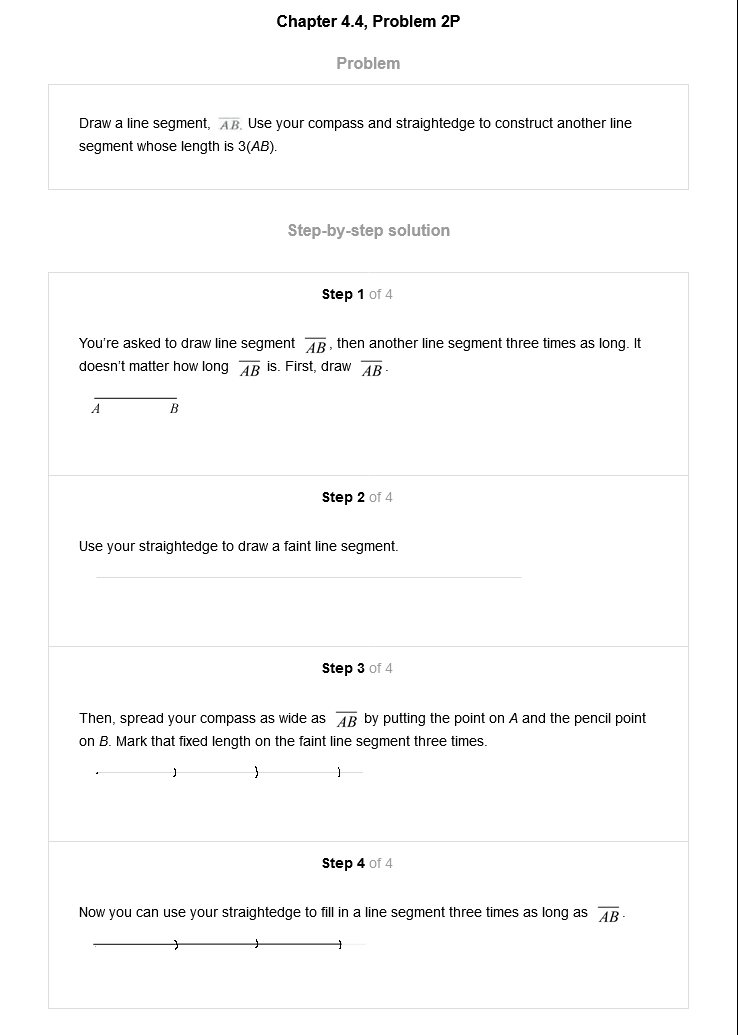 Chapter 4.4, Problem 2P
Problem
Draw a line segment, AB. Use your compass and straightedge to construct another line
segment whose length is 3(AB).
Step-by-step solution
Step 1 of 4
You're asked to draw line segment AB, then another line segment three times as long. It
doesn't matter how long AB is. First, draw AB.
A B
Step 2 of 4
Use your straightedge to draw a faint line segment.
Step 3 of 4
Then, spread your compass as wide as AB by putting the point on A and the pencil point
on B. Mark that fixed length on the faint line segment three times.
Step 4 of 4
Now you can use your straightedge to fill in a line segment three times as long as AB.